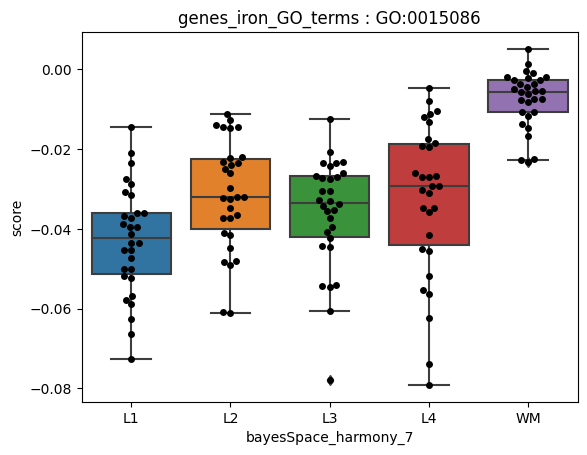 genes_iron_GO_terms : GO:0015086
0.00
−0.02
−0.04
−0.06
−0.08
score
L1 L2 L3 L4 WM
bayesSpace_harmony_7